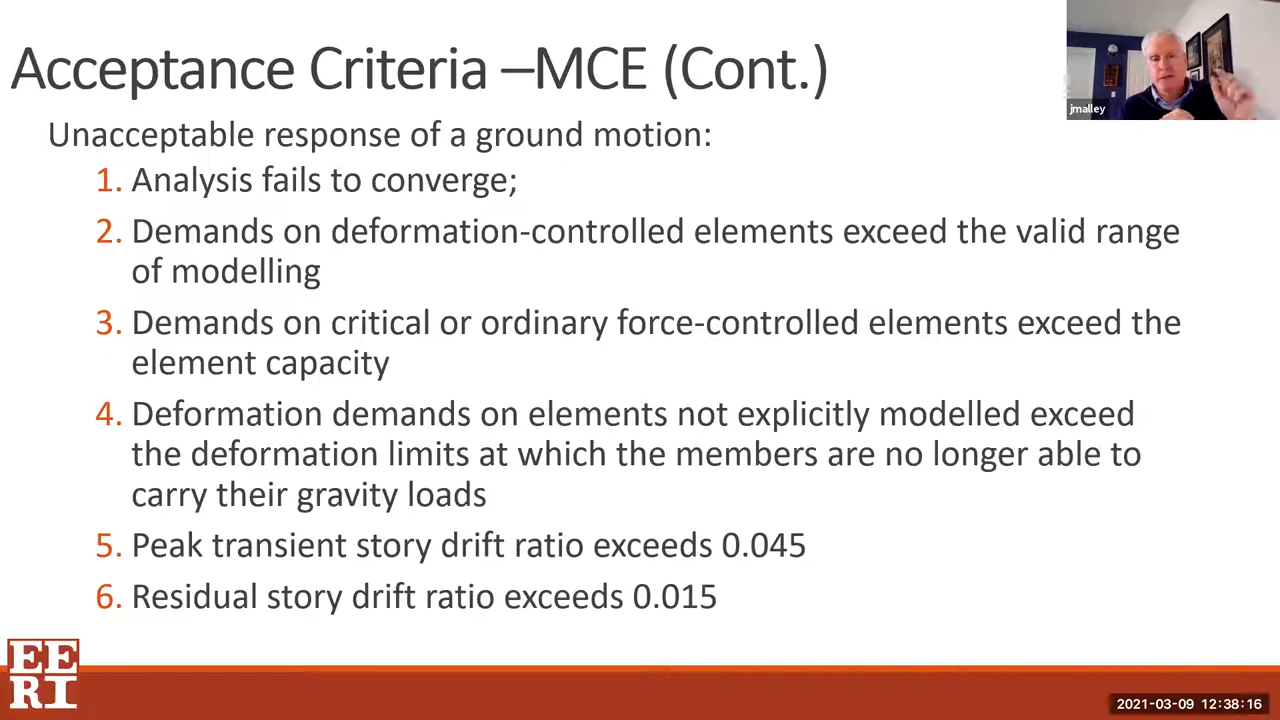 Acceptance Criteria –MCE (Cont.)
jmalley
Unacceptable response of a ground motion:
1. Analysis fails to converge;
2. Demands on deformation-controlled elements exceed the valid range
of modelling
3. Demands on critical or ordinary force-controlled elements exceed the
element capacity
4. Deformation demands on elements not explicitly modelled exceed
the deformation limits at which the members are no longer able to
carry their gravity loads
5. Peak transient story drift ratio exceeds 0.045
6. Residual story drift ratio exceeds 0.015
EE
RI
2021-03-09 12:38:16